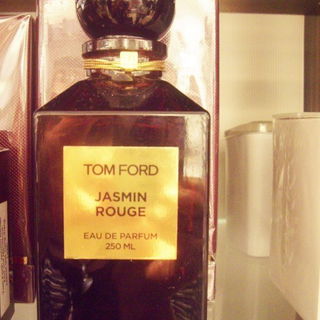 TOM FORD
JASMIN
ROUGE
EAU DE PARFUM
250 ML